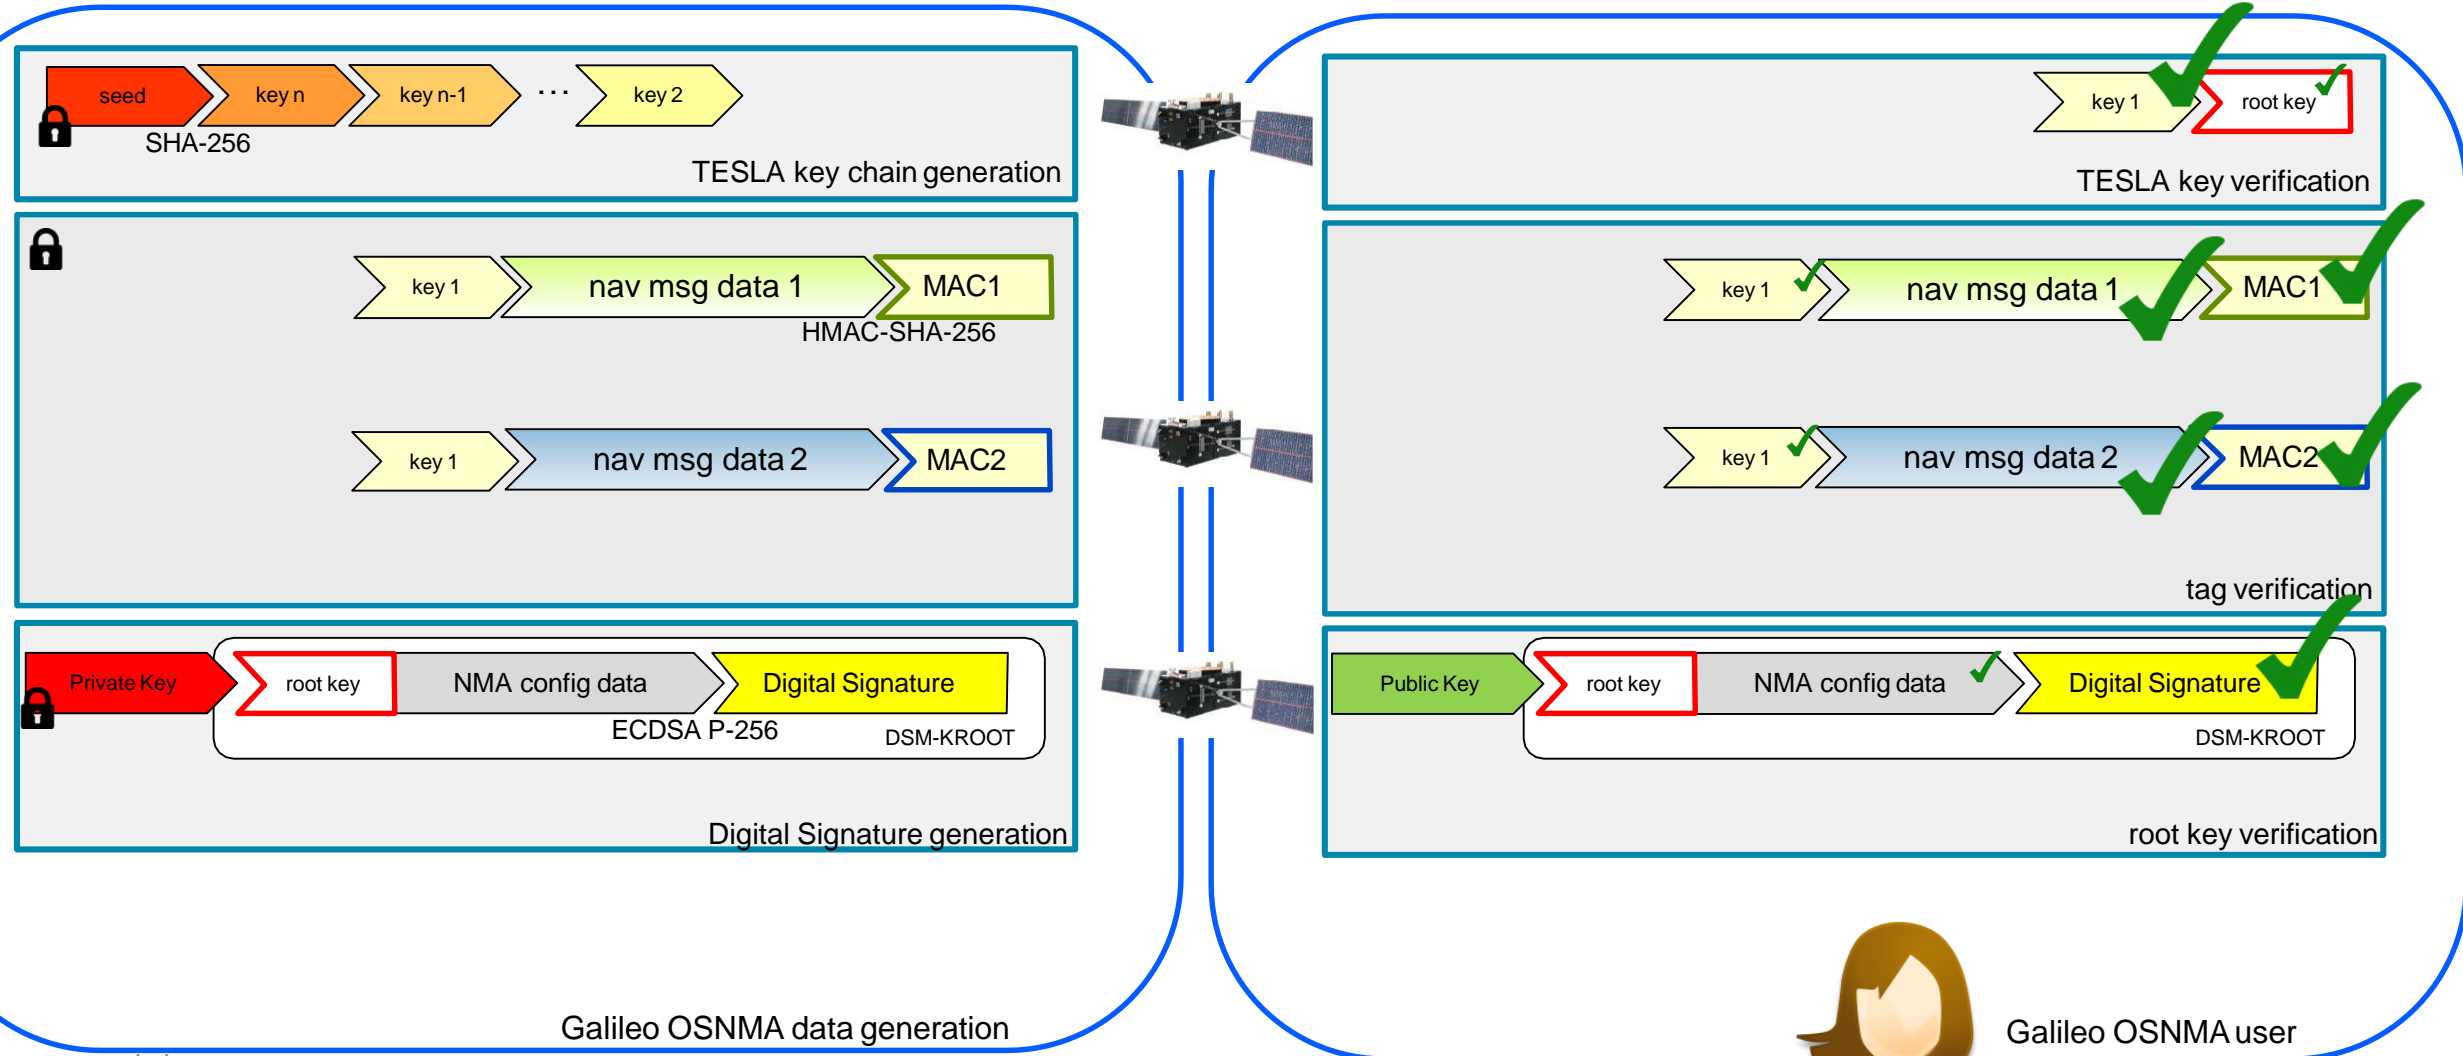 seed
key n
key n-1
...
key 2
SHA-256
TESLA key chain generation
key 1
nav msg data 1
MAC1
HMAC-SHA-256
key 1
nav msg data 2
MAC2
Private Key
root key
NMA config data
Digital Signature
ECDSA P-256
DSM-KROOT
Digital Signature generation
Galileo OSNMA data generation
key 1
root key
TESLA key verification
key 1
nav msg data 1
MAC1
key 1
nav msg data 2
MAC2
tag verification
Public Key
root key
NMA config data
Digital Signature
DSM-KROOT
root key verification
Galileo OSNMA user